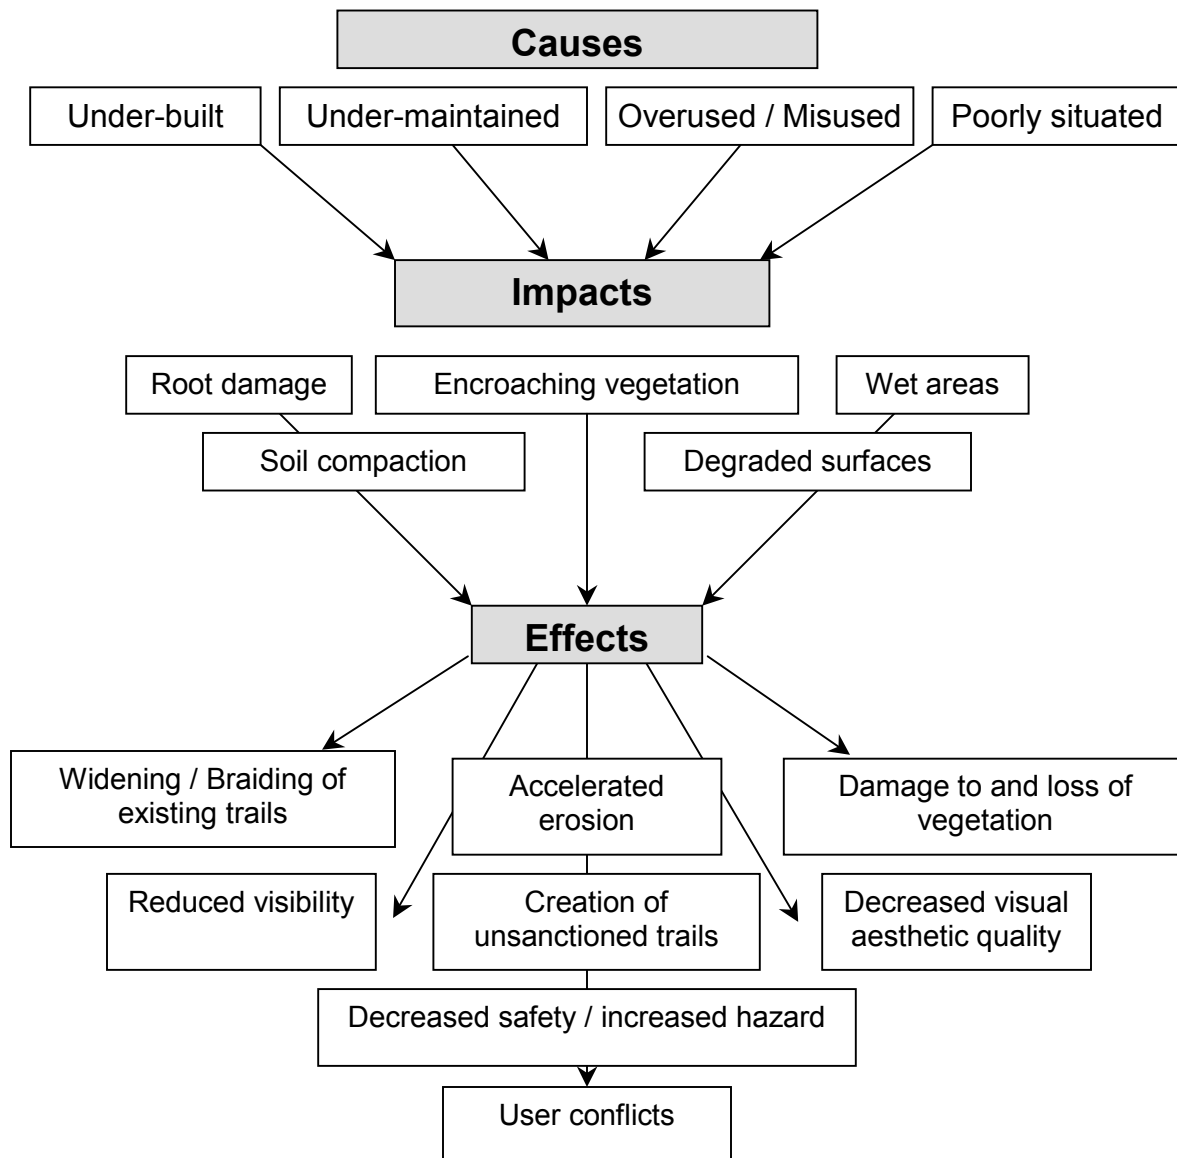 Causes
Under-built
Under-maintained
Overused / Misused
Poorly situated
Impacts
Root damage
Encroaching vegetation
Wet areas
Soil compaction
Degraded surfaces
Effects
Widening / Braiding of
existing trails
Accelerated
erosion
Damage to and loss of
vegetation
Reduced visibility
Creation of
unsanctioned trails
Decreased visual
aesthetic quality
Decreased safety / increased hazard
User conflicts